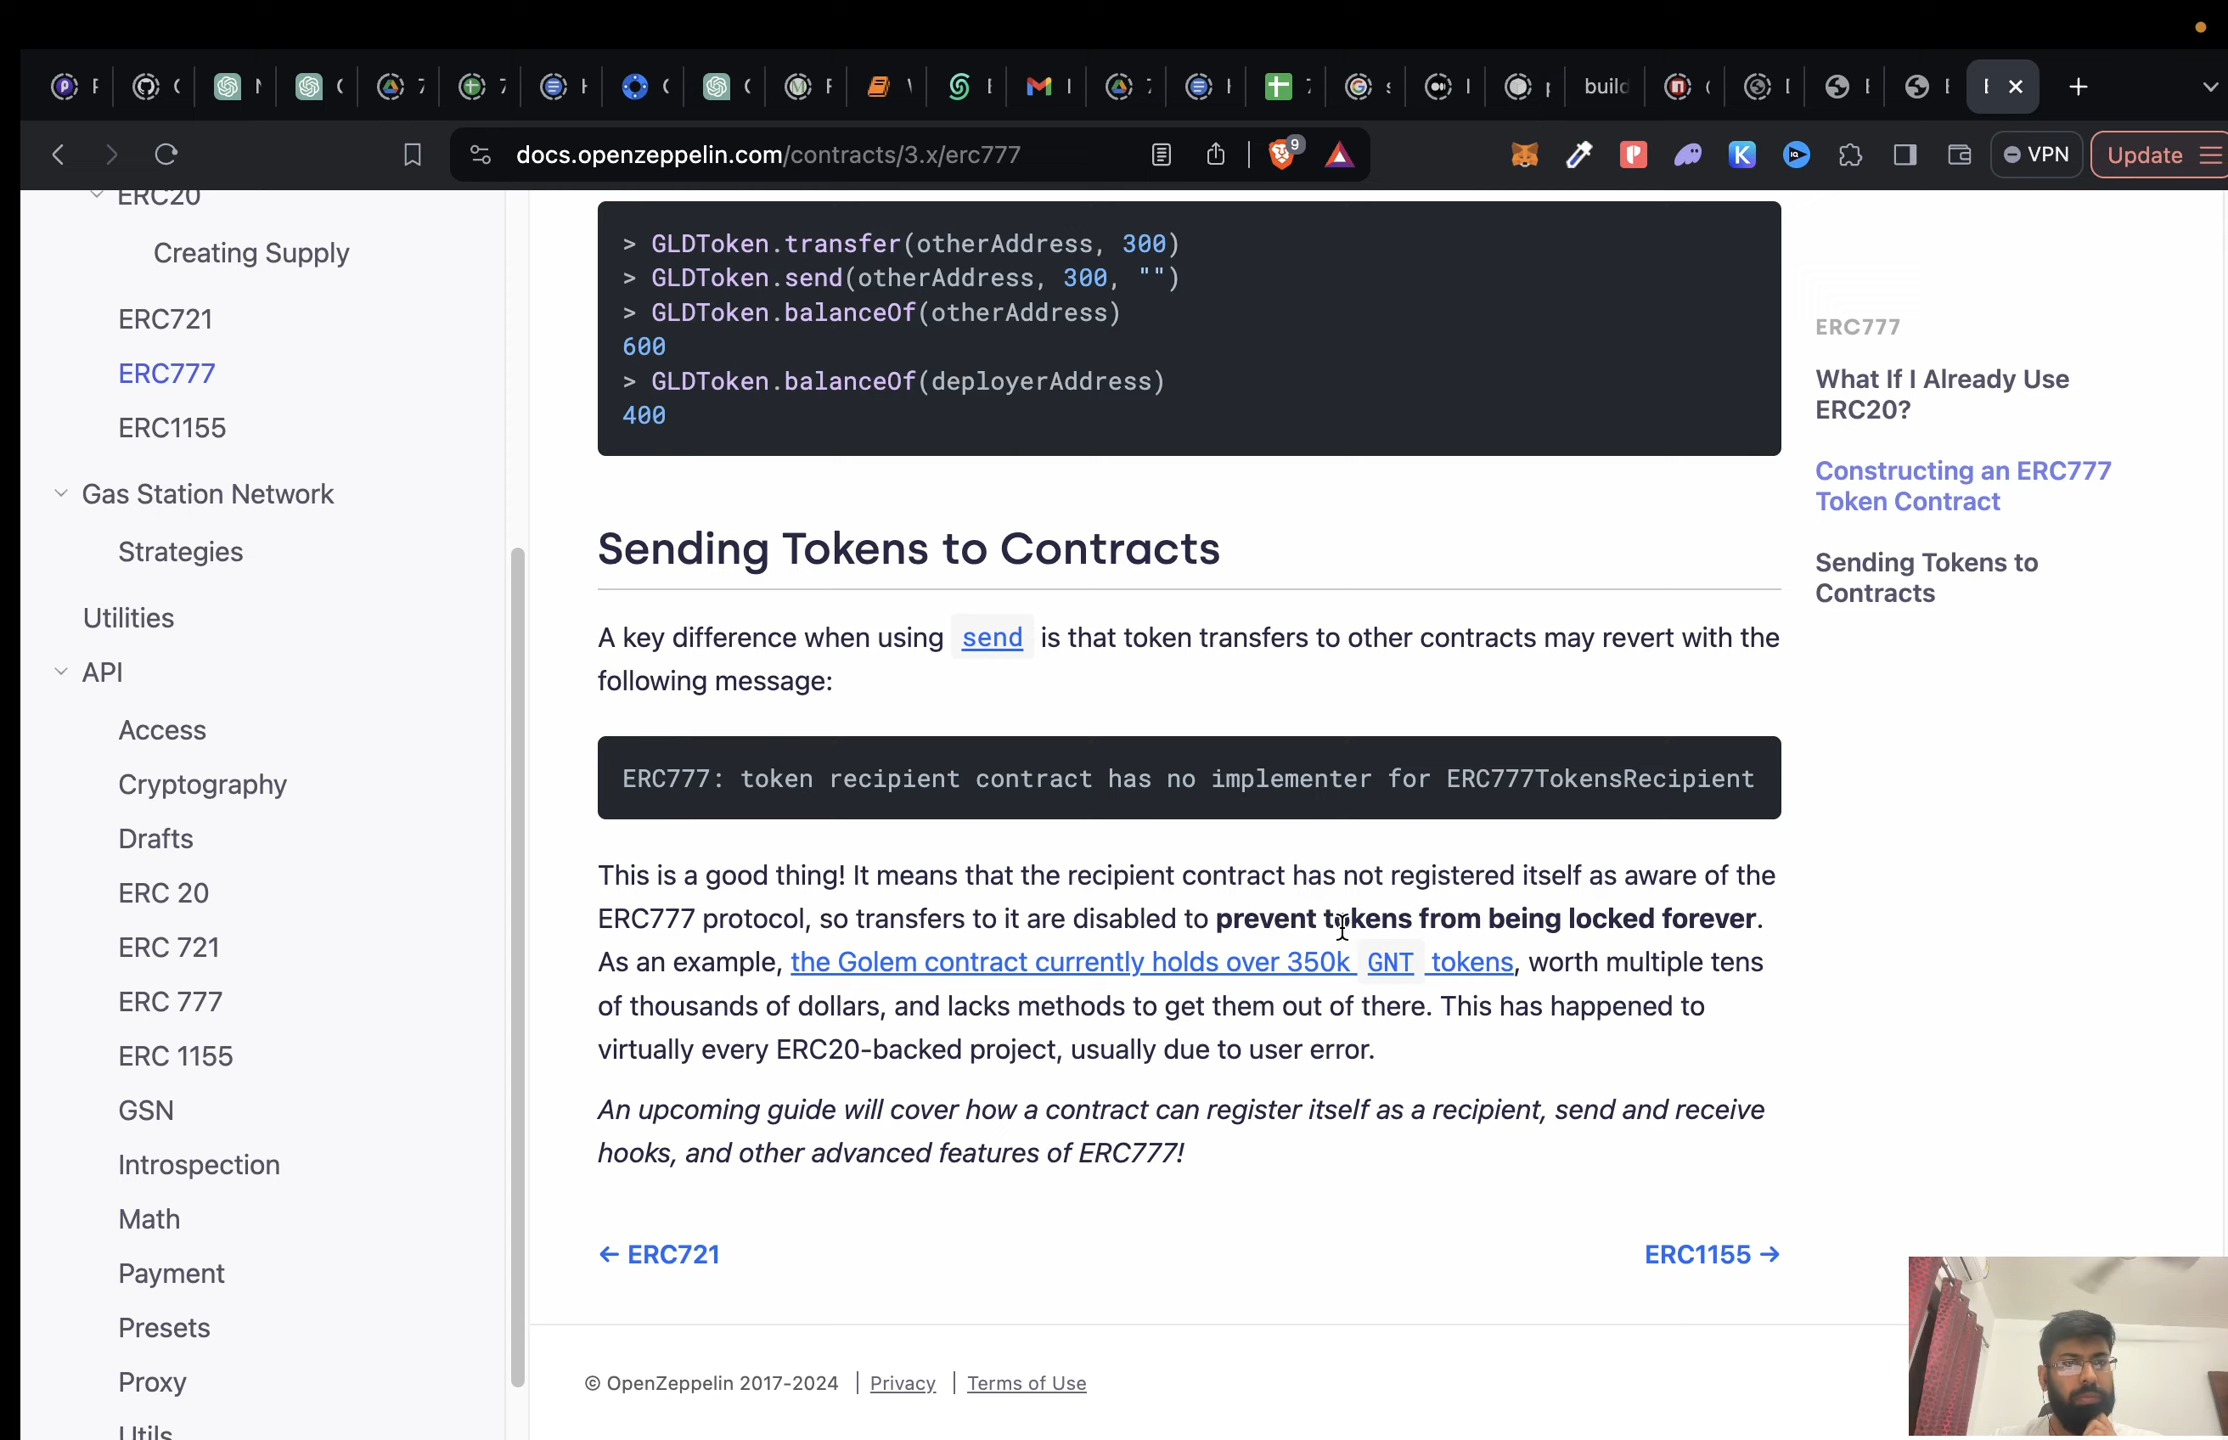 build
docs.openzeppelin.com/contracts/3.x/erc777
9
VPN
Update
ERC20
Creating Supply
ERC721
ERC777
ERC1155
Gas Station Network
Strategies
Utilities
API
Access
Cryptography
Drafts
ERC 20
ERC 721
ERC 777
ERC 1155
GSN
Introspection
Math
Payment
Presets
Proxy
Utils
> GLDToken.transfer(otherAddress, 300)
> GLDToken.send(otherAddress, 300, "")
> GLDToken.balanceOf(otherAddress)
600
> GLDToken.balanceOf(deployerAddress)
400
Sending Tokens to Contracts
A key difference when using send is that token transfers to other contracts may revert with the
following message:
ERC777: token recipient contract has no implementer for ERC777TokensRecipient
This is a good thing! It means that the recipient contract has not registered itself as aware of the
ERC777 protocol, so transfers to it are disabled to prevent tokens from being locked forever.
As an example, the Golem contract currently holds over 350k GNT tokens, worth multiple tens
of thousands of dollars, and lacks methods to get them out of there. This has happened to
virtually every ERC20-backed project, usually due to user error.
An upcoming guide will cover how a contract can register itself as a recipient, send and receive
hooks, and other advanced features of ERC777!
← ERC721
ERC1155 →
© OpenZeppelin 2017-2024 | Privacy | Terms of Use
ERC777
What If I Already Use
ERC20?
Constructing an ERC777
Token Contract
Sending Tokens to
Contracts